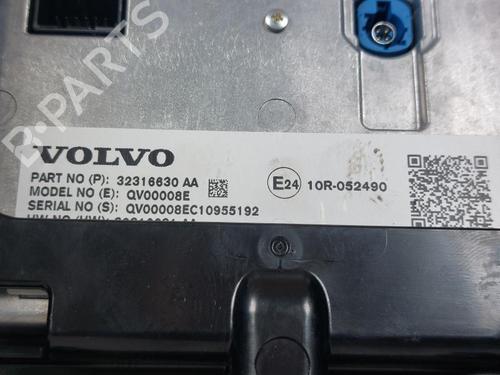 B-PARTS
VOLVO
PART NO (P): 32316630 AA
MODEL NO (E): QV00008E
SERIAL NO (S): QV00008EC10955192
E24 10R-052490